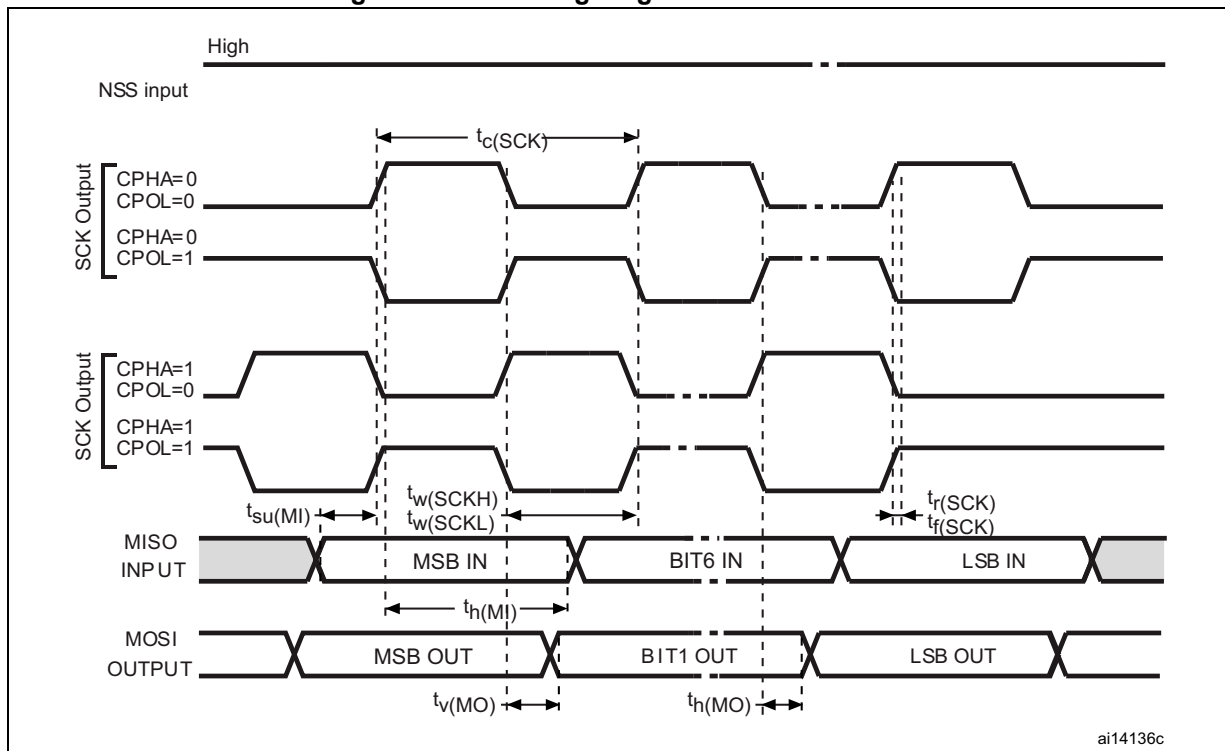 High
NSS input
tc(SCK)
SCK Output
CPHA=0
CPOL=0
CPHA=0
CPOL=1
SCK Output
CPHA=1
CPOL=0
CPHA=1
CPOL=1
tsu(MI)
tw(SCKH)
tw(SCKL)
tr(SCK)
tf(SCK)
MISO
INPUT
MSB IN
BIT6 IN
LSB IN
th(MI)
MOSI
OUTPUT
MSB OUT
BIT1 OUT
LSB OUT
tv(MO)
th(MO)
ai14136c